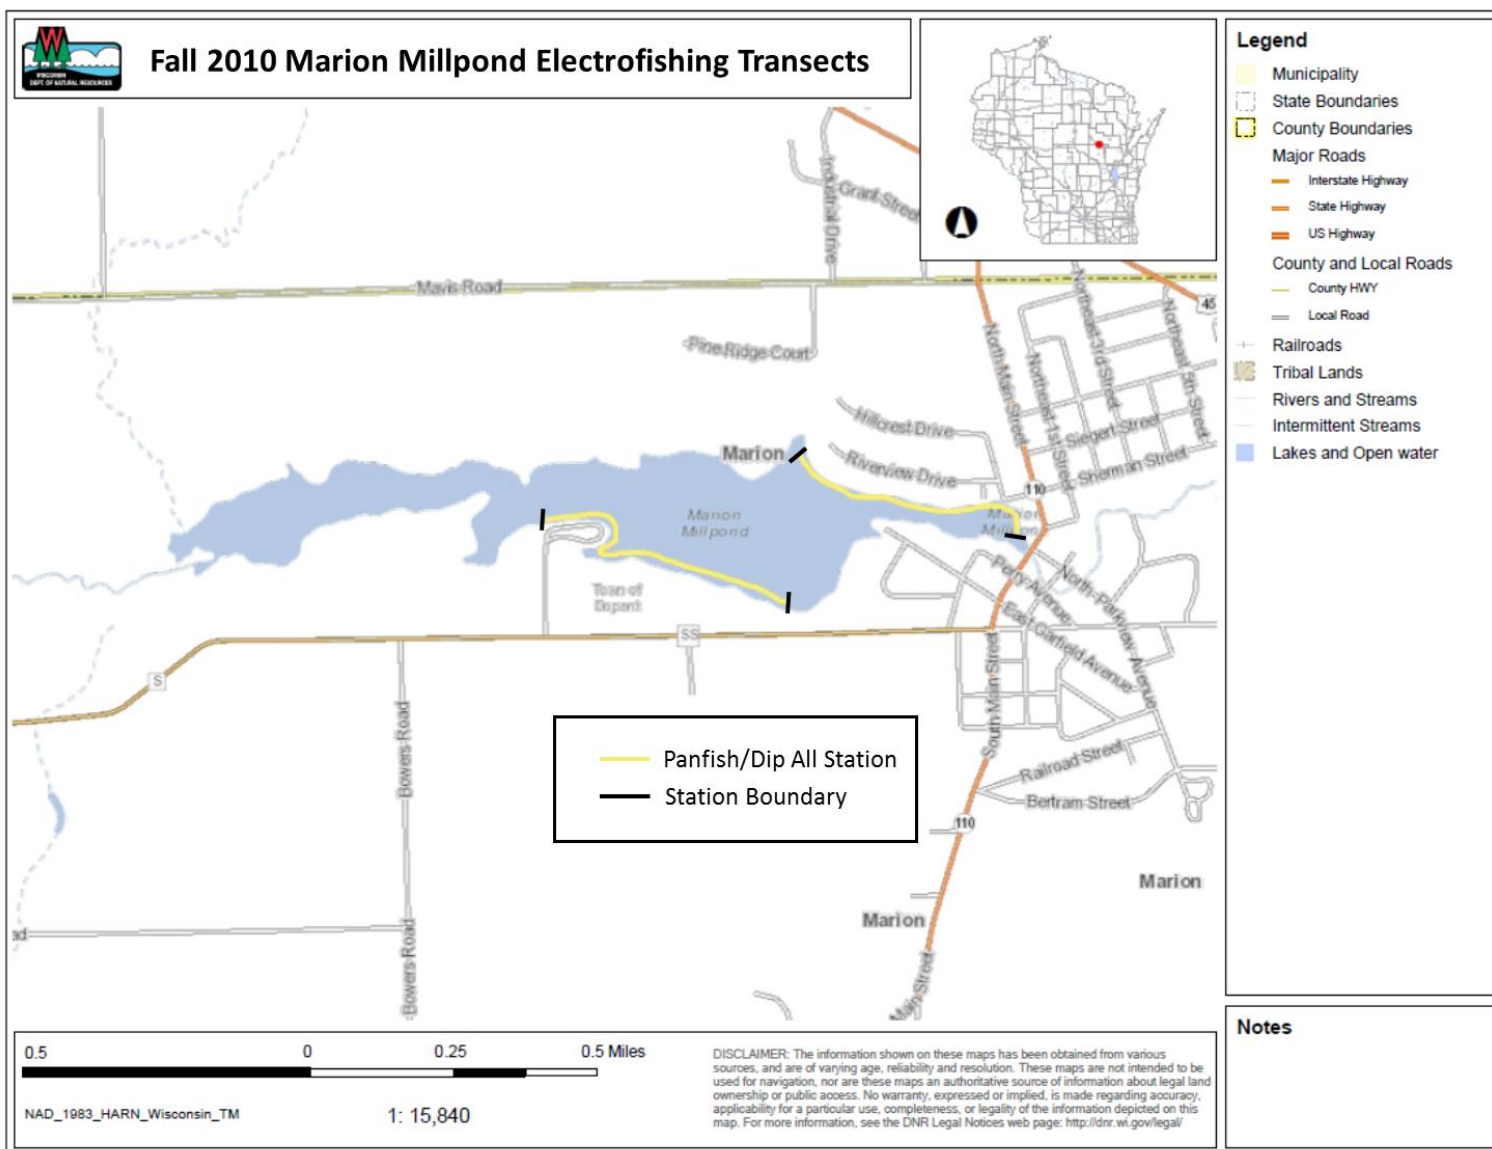 WISCONSIN
DEPT. OF NATURAL RESOURCES
Fall 2010 Marion Millpond Electrofishing Transects
Legend
Municipality
State Boundaries
County Boundaries
Major Roads
Interstate Highway
State Highway
US Highway
County and Local Roads
County HWY
Local Road
Railroads
Tribal Lands
Rivers and Streams
Intermittent Streams
Lakes and Open water
Industrial Drive
Grant Street
Mavis Road
45
Pine Ridge Court
North Main Street
Northeast 1st Street
Northeast 3rd Street
Northeast 5th Street
Hillcrest Drive
Riverview Drive
Siegert Street
Sherman Street
110
Marion
Marion
Millpond
Marion
Town of
Dupont
Perry Avenue
North Parkview Avenue
East Garfield Avenue
SS
S
South Main Street
Bowers Road
Bowers Road
Railroad Street
Bertram Street
110
Marion
Marion
Main Street
Panfish/Dip All Station
Station Boundary
0.5 0 0.25 0.5 Miles
NAD_1983_HARN_Wisconsin_TM
1: 15,840
DISCLAIMER: The information shown on these maps has been obtained from various
sources, and are of varying age, reliability and resolution. These maps are not intended to be
used for navigation, nor are these maps an authoritative source of information about legal land
ownership or public access. No warranty, expressed or implied, is made regarding accuracy,
applicability for a particular use, completeness, or legality of the information depicted on this
map. For more information, see the DNR Legal Notices web page: http://dnr.wi.gov/legal/
Notes